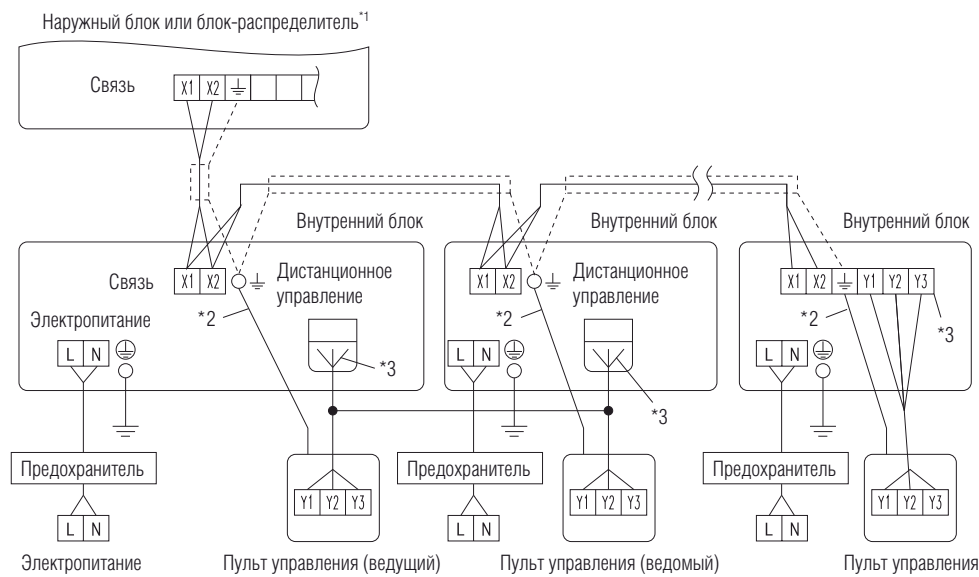 Наружный блок или блок-распределитель*1
Связь X1 X2
Внутренний блок Внутренний блок Внутренний блок
Связь X1 X2 Дистанционное управление X1 X2 Дистанционное управление X1 X2 Y1 Y2 Y3
*2 *2 *2 *3
Электропитание
L N *3 L N *3 L N
Предохранитель Предохранитель Предохранитель
Y1 Y2 Y3 Y1 Y2 Y3 Y1 Y2 Y3
L N L N L N
Электропитание Пульт управления (ведущий) Пульт управления (ведомый) Пульт управления